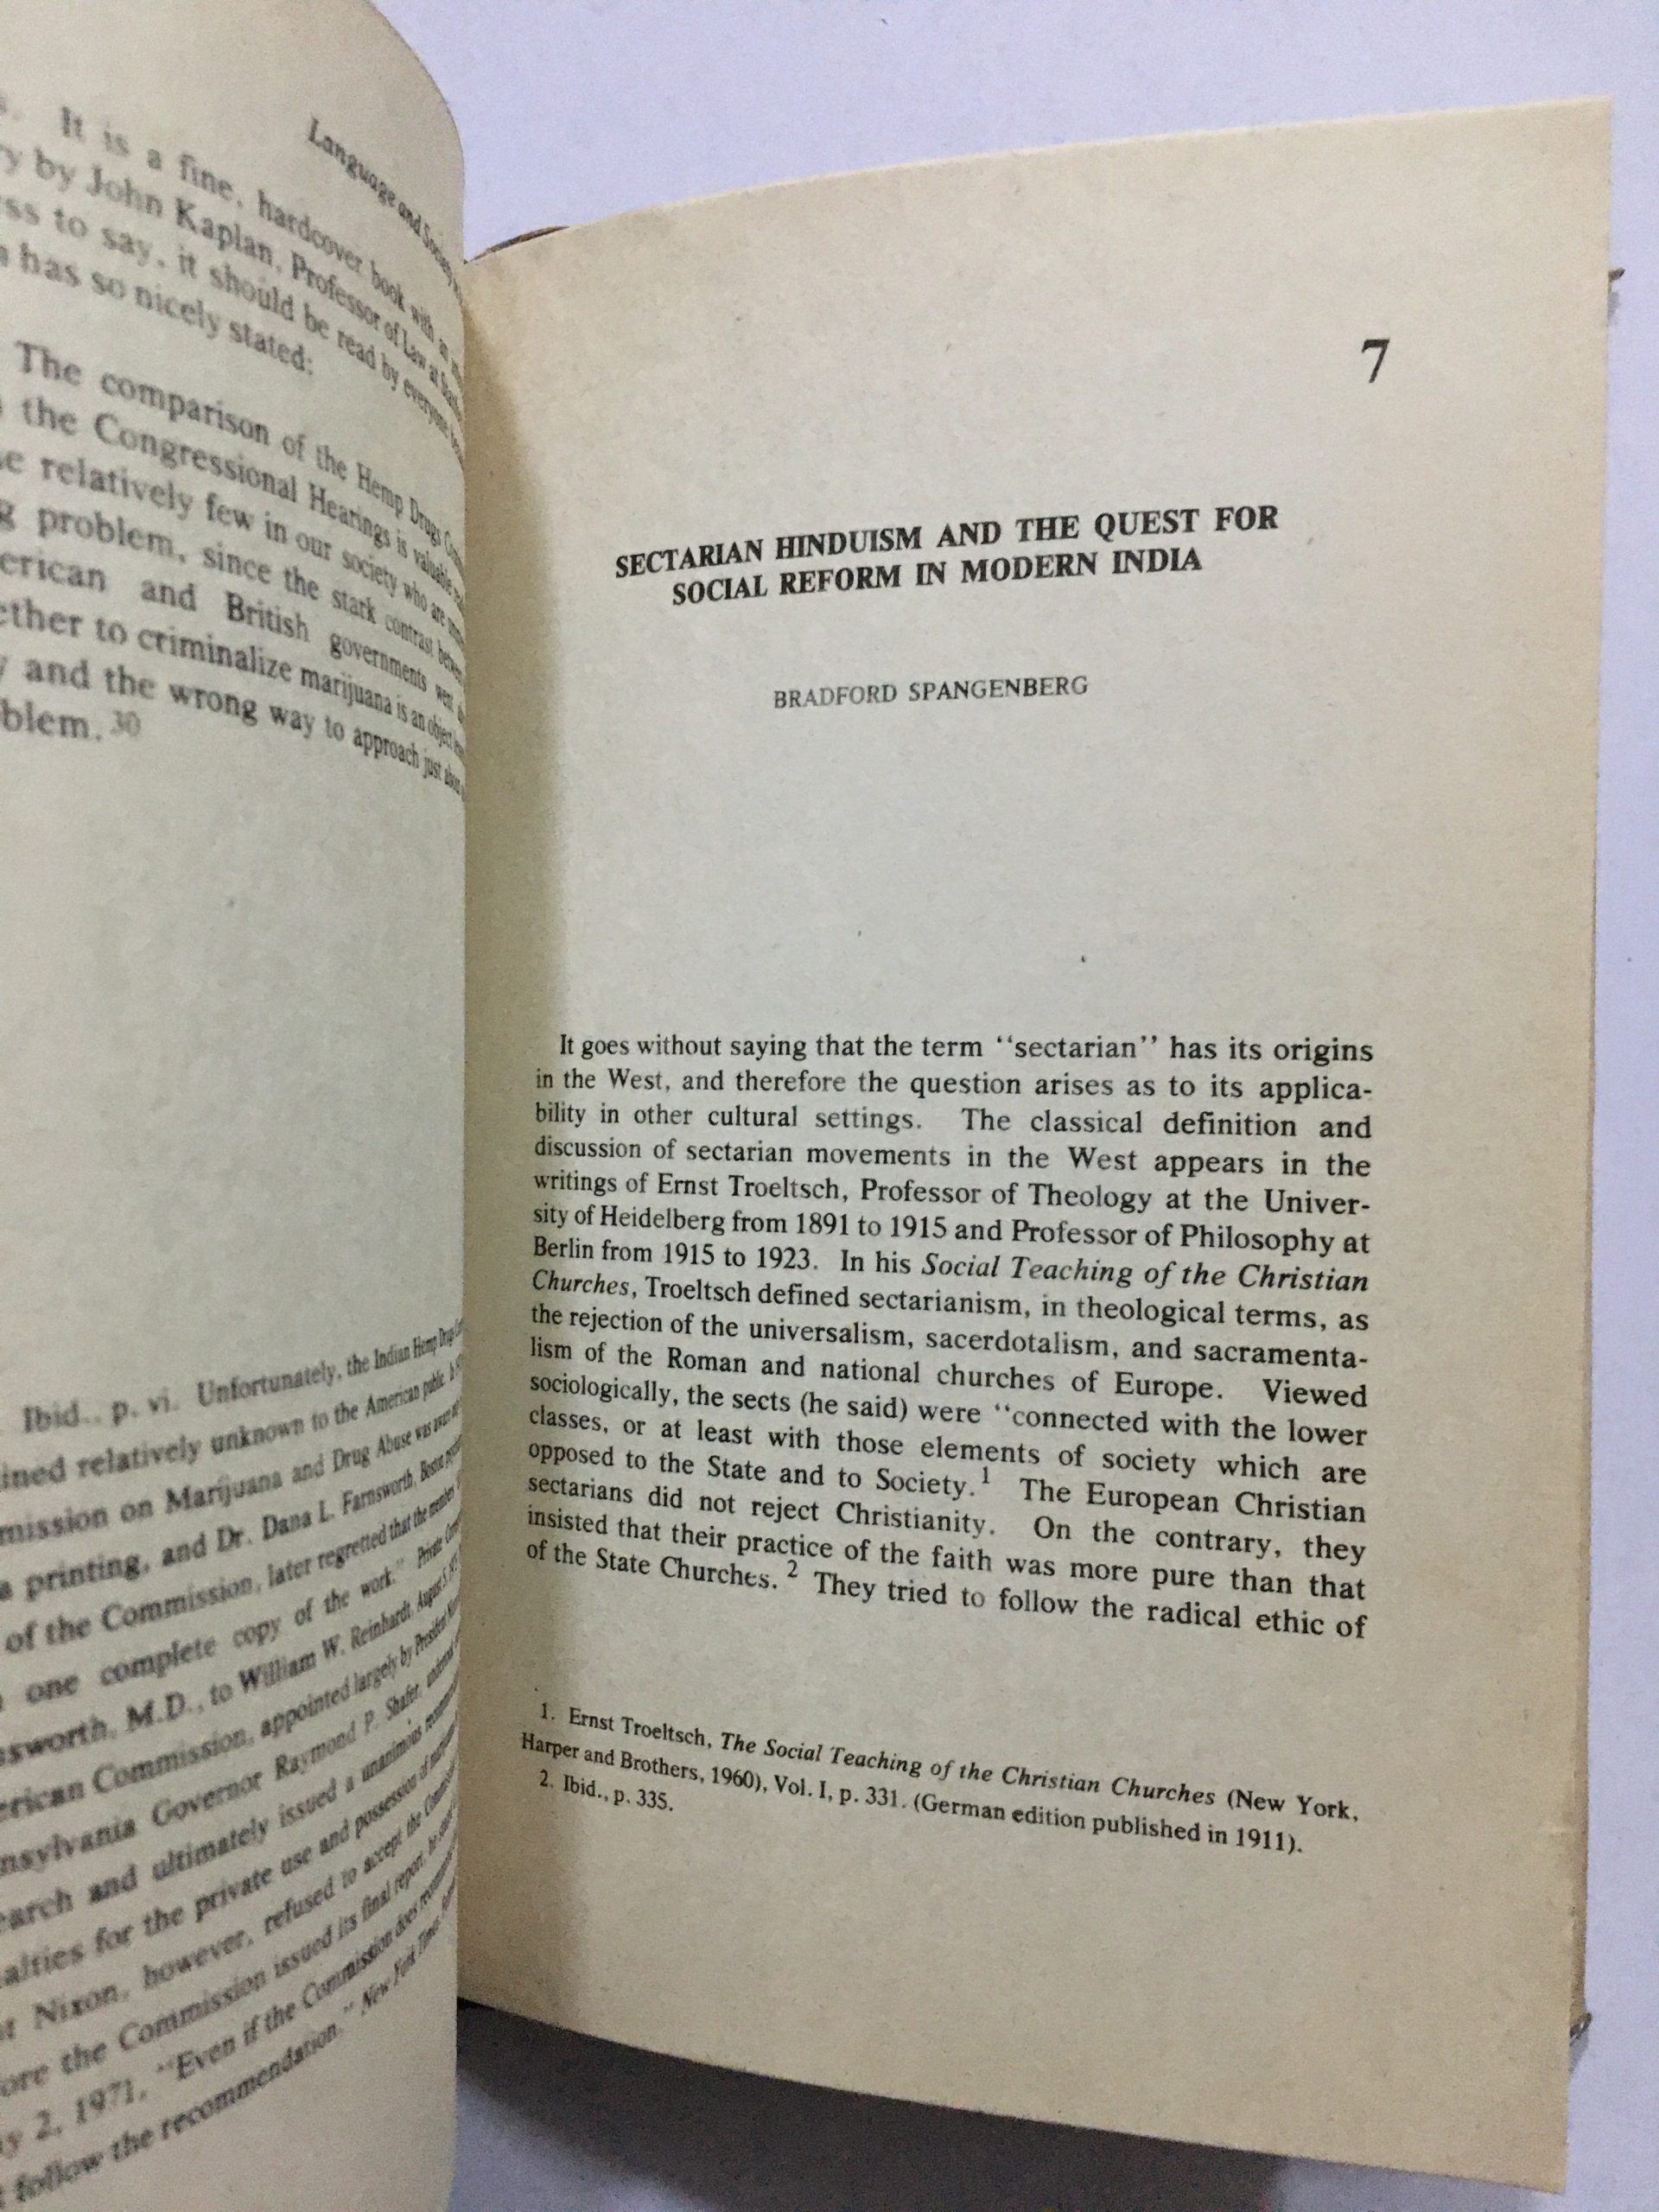 Language and Society
It is a fine, hardcover book with
by John Kaplan, Professor of Law at
to say, it should be read by everyone
has so nicely stated:
The comparison of the Hemp Drugs
the Congressional Hearings is valuable
relatively few in our society who are
problem, since the stark contrast between
and British governments went
to criminalize marijuana is an object
and the wrong way to approach just about
30
Ibid., p. vi. Unfortunately, the Indian Hemp Drugs
relatively unknown to the American public.
on Marijuana and Drug Abuse was
printing, and Dr. Dana L. Farnsworth, Boston
of the Commission, later regretted that the
one complete copy of the work." Private
M.D., to William W. Reinhardt, August 5,
Commission, appointed largely by President
Governor Raymond P. Shafer,
and ultimately issued a unanimous
for the private use and possession of
Nixon, however, refused to accept the
the Commission issued its final report, he
2, 1971, "Even if the Commission does
follow the recommendation." New York Times
7
SECTARIAN HINDUISM AND THE QUEST FOR
SOCIAL REFORM IN MODERN INDIA
BRADFORD SPANGENBERG
It goes without saying that the term ''sectarian'' has its origins
in the West, and therefore the question arises as to its applica-
bility in other cultural settings. The classical definition and
discussion of sectarian movements in the West appears in the
writings of Ernst Troeltsch, Professor of Theology at the Univer-
sity of Heidelberg from 1891 to 1915 and Professor of Philosophy at
Berlin from 1915 to 1923. In his Social Teaching of the Christian
Churches, Troeltsch defined sectarianism, in theological terms, as
the rejection of the universalism, sacerdotalism, and sacramenta-
lism of the Roman and national churches of Europe. Viewed
sociologically, the sects (he said) were ''connected with the lower
classes, or at least with those elements of society which are
opposed to the State and to Society.1 The European Christian
sectarians did not reject Christianity. On the contrary, they
insisted that their practice of the faith was more pure than that
of the State Churches.2 They tried to follow the radical ethic of
1. Ernst Troeltsch, The Social Teaching of the Christian Churches (New York,
Harper and Brothers, 1960), Vol. I, p. 331. (German edition published in 1911).
2. Ibid., p. 335.